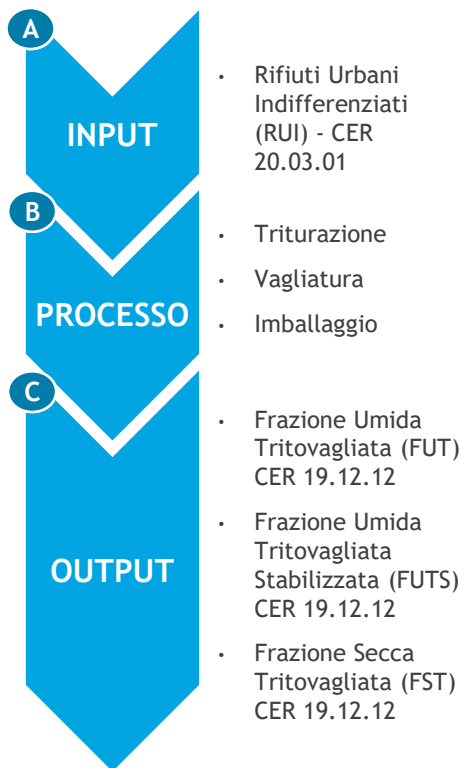 A
INPUT
• Rifiuti Urbani
Indifferenziati
(RUI) - CER
20.03.01
B
PROCESSO
• Triturazione
• Vagliatura
• Imballaggio
C
OUTPUT
• Frazione Umida
Tritovagliata (FUT)
CER 19.12.12
• Frazione Umida
Tritovagliata
Stabilizzata (FUTS)
CER 19.12.12
• Frazione Secca
Tritovagliata (FST)
CER 19.12.12